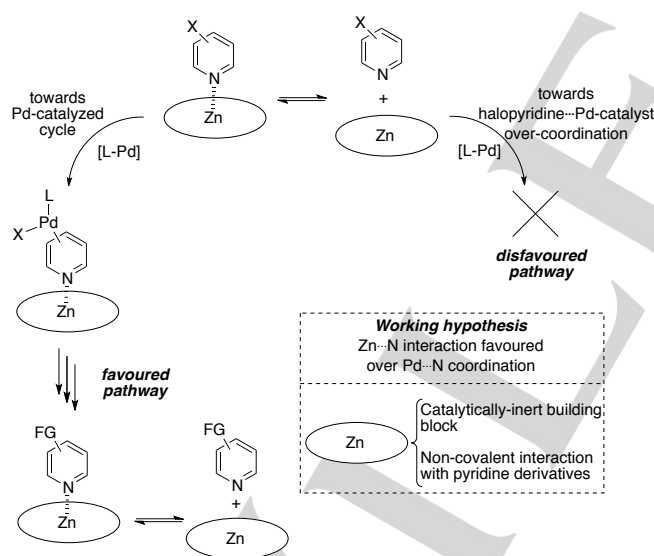 X
N
Zn
X
N
+
Zn
towards
Pd-catalyzed
cycle
[L-Pd]
towards
halopyridine···Pd-catalyst
over-coordination
[L-Pd]
disfavoured
pathway
L
Pd
X
N
Zn
favoured
pathway
Working hypothesis
Zn···N interaction favoured
over Pd···N coordination
Zn
Catalytically-inert building
block
Non-covalent interaction
with pyridine derivatives
FG
N
Zn
FG
N
+
Zn